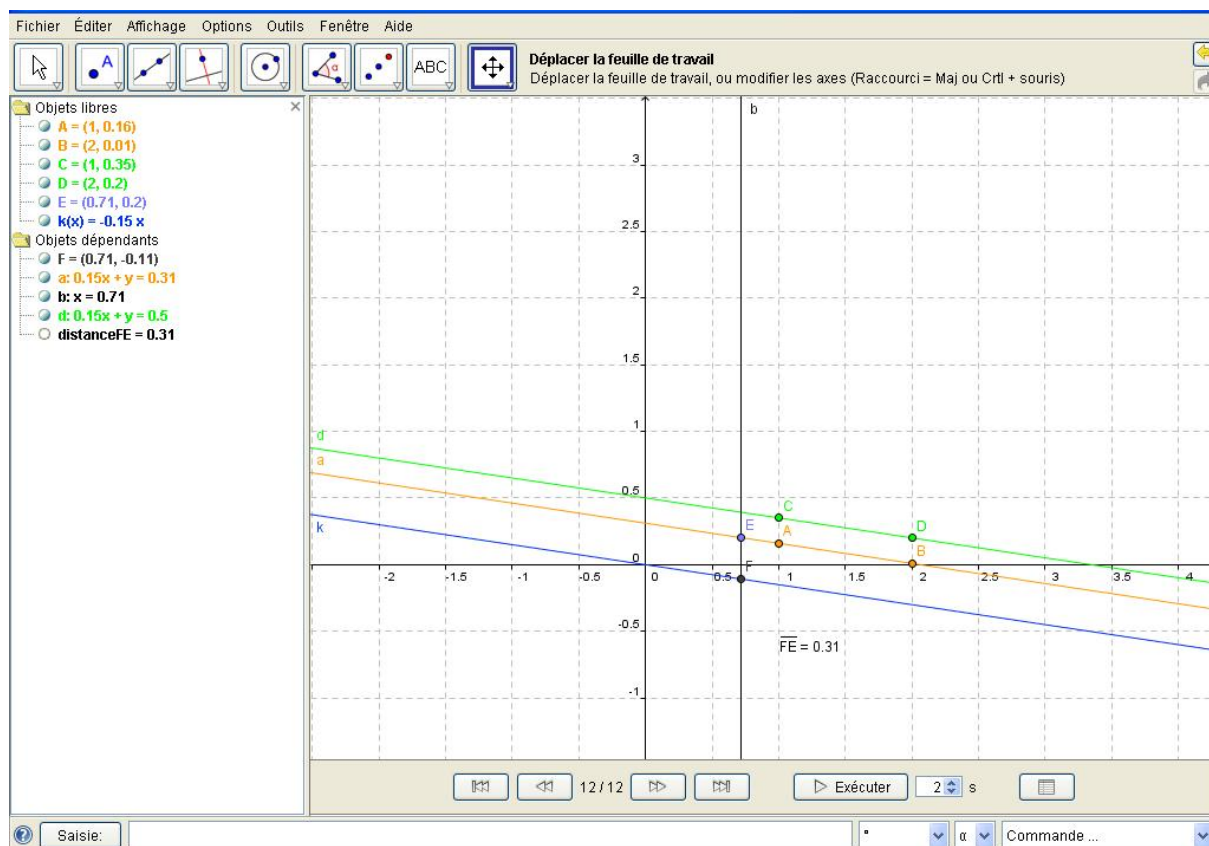 Fichier Éditer Affichage Options Outils Fenêtre Aide
A
α
ABC
Déplacer la feuille de travail
Déplacer la feuille de travail, ou modifier les axes (Raccourci = Maj ou Crtl + souris)
Objets libres
A = (1, 0.16)
B = (2, 0.01)
C = (1, 0.35)
D = (2, 0.2)
E = (0.71, 0.2)
k(x) = -0.15 x
Objets dépendants
F = (0.71, -0.11)
a: 0.15x + y = 0.31
b: x = 0.71
d: 0.15x + y = 0.5
distanceFE = 0.31
b
3
2.5
2
1.5
1
d
a
0.5
C
E A D
k
B
0
F
-2 -1.5 -1 -0.5 0 0.5 1 1.5 2 2.5 3 3.5 4
-0.5
FE = 0.31
-1
12 / 12 Exécuter 2 s
Saisie: ° α Commande ...